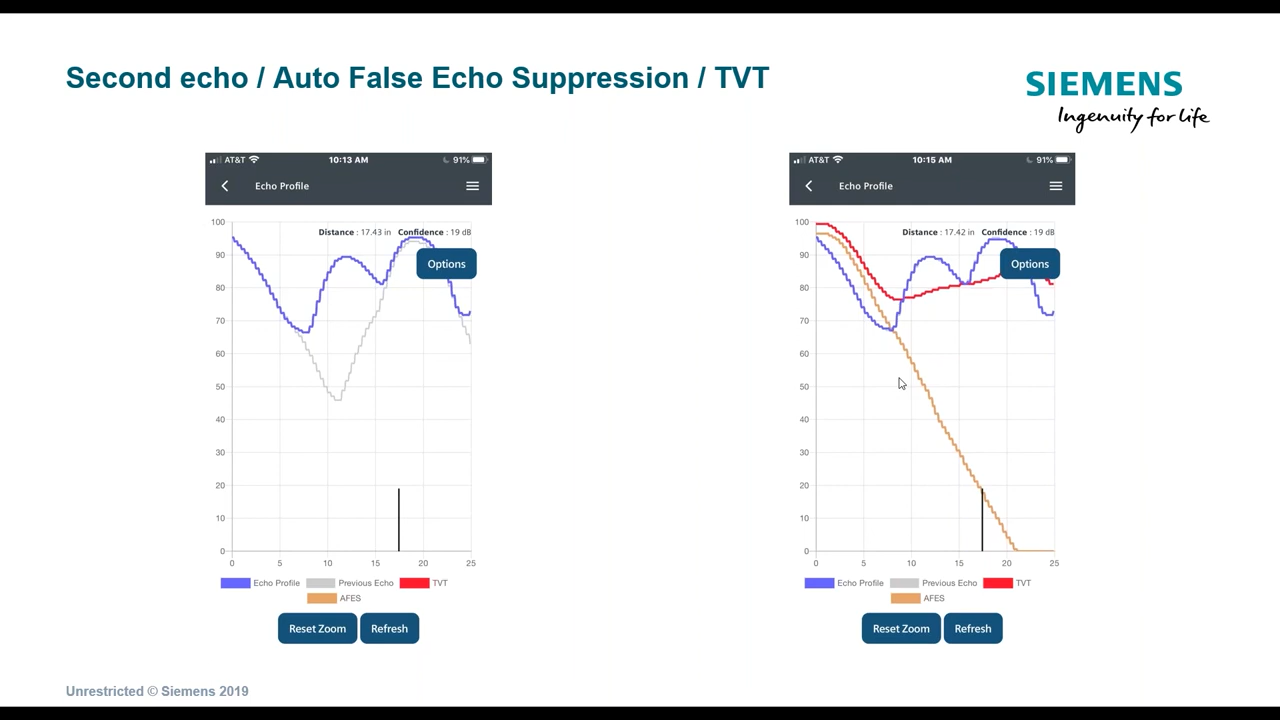 Second echo / Auto False Echo Suppression / TVT
SIEMENS
Ingenuity for life
AT&T 10:13 AM 91%
Echo Profile
Distance : 17.43 in Confidence : 19 dB
Options
100
90
80
70
60
50
40
30
20
10
0
0 5 10 15 20 25
Echo Profile Previous Echo TVT
AFES
Reset Zoom Refresh
AT&T 10:15 AM 91%
Echo Profile
Distance : 17.42 in Confidence : 19 dB
Options
100
90
80
70
60
50
40
30
20
10
0
0 5 10 15 20 25
Echo Profile Previous Echo TVT
AFES
Reset Zoom Refresh
Unrestricted © Siemens 2019